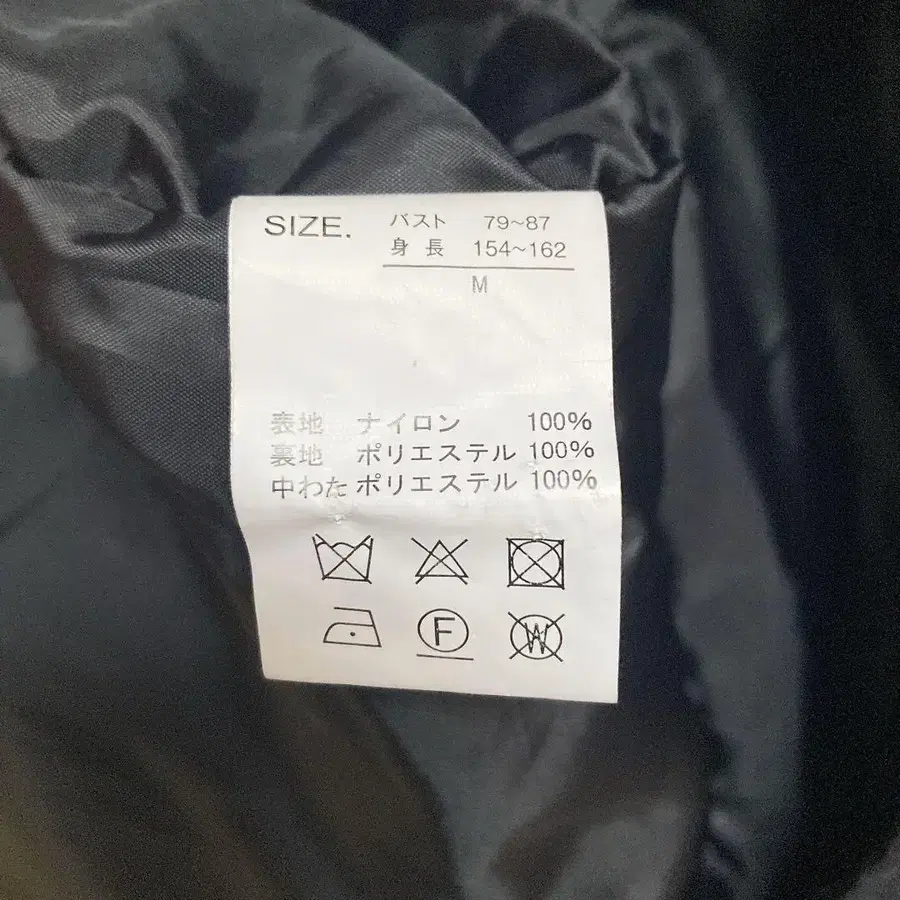 SIZE. バスト 79~87
身長 154~162
M
表地 ナイロン 100%
裏地 ポリエステル 100%
中わた ポリエステル 100%
F W